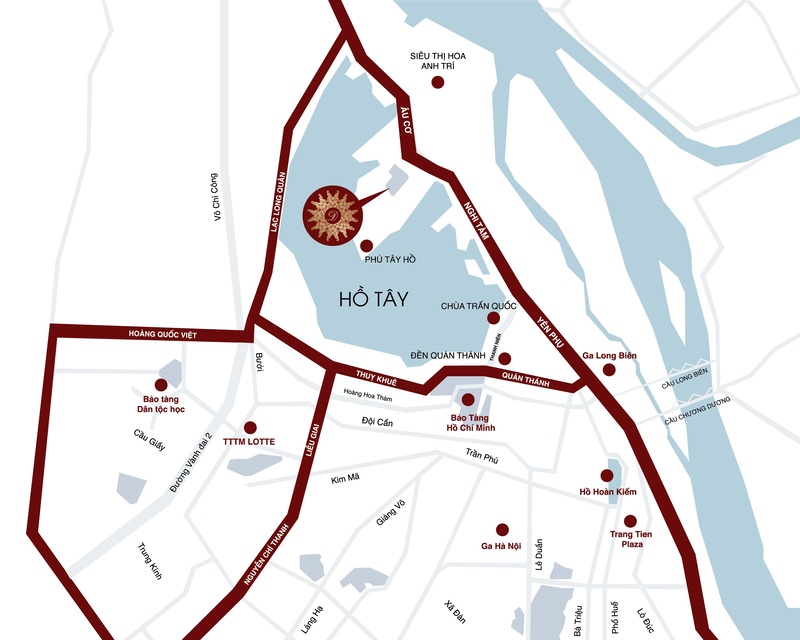 SIÊU THỊ HOA
ANH TRÍ
ÂU CƠ
LẠC LONG QUÂN
Võ Chí Công
D
NGHI TÀM
PHỦ TÂY HỒ
HỒ TÂY
CHÙA TRẤN QUỐC
YÊN PHỤ
THANH NIÊN
HOÀNG QUỐC VIỆT
ĐỀN QUÁN THÁNH
Ga Long Biên
Bưởi
THỤY KHUÊ
QUÁN THÁNH
CẦU LONG BIÊN
Bảo tàng
Dân tộc học
Hoàng Hoa Thám
CẦU CHƯƠNG DƯƠNG
Bảo Tàng
Hồ Chí Minh
Đội Cấn
LIỄU GIAI
Cầu Giấy
TTTM LOTTE
Đường Vành đai 2
Trần Phú
Kim Mã
Hồ Hoàn Kiếm
Giảng Võ
Trang Tien
Plaza
Ga Hà Nội
NGUYỄN CHÍ THANH
Lê Duẩn
Trung Kính
Láng Hạ
Xã Đàn
Bà Triệu
Phố Huế
Lò Đúc